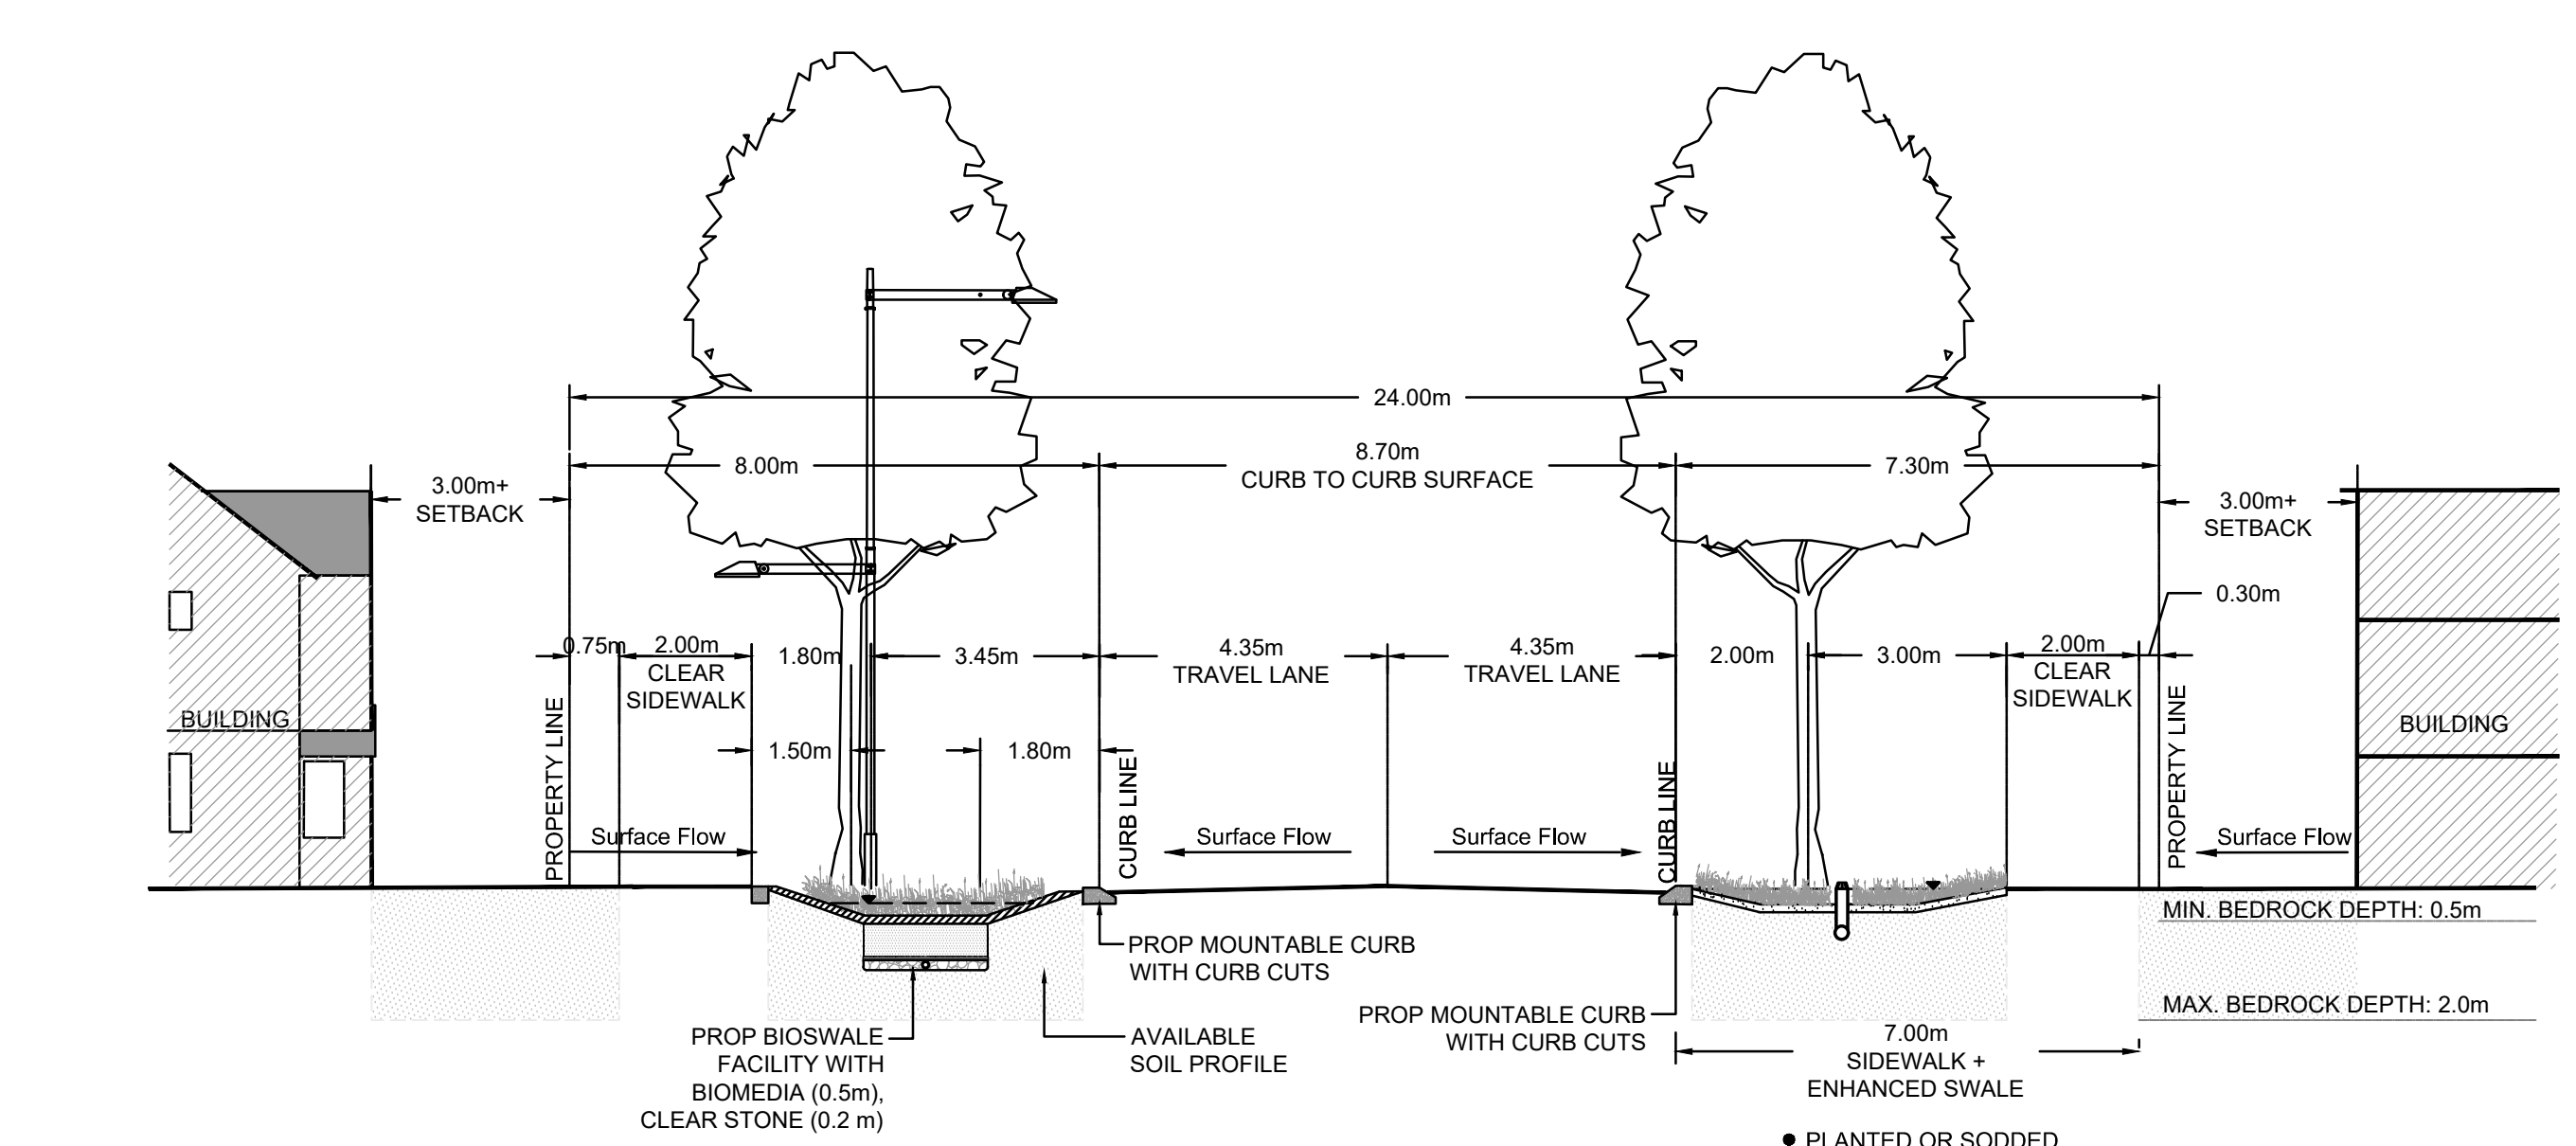 24.00m
8.00m
8.70m
CURB TO CURB SURFACE
7.30m
3.00m+
SETBACK
3.00m+
SETBACK
0.30m
0.75m
2.00m
CLEAR
SIDEWALK
1.80m
3.45m
4.35m
TRAVEL LANE
4.35m
TRAVEL LANE
2.00m
3.00m
2.00m
CLEAR
SIDEWALK
BUILDING
PROPERTY LINE
1.50m
1.80m
CURB LINE
CURB LINE
PROPERTY LINE
BUILDING
Surface Flow
Surface Flow
Surface Flow
Surface Flow
MIN. BEDROCK DEPTH: 0.5m
PROP MOUNTABLE CURB
WITH CURB CUTS
MAX. BEDROCK DEPTH: 2.0m
PROP MOUNTABLE CURB
WITH CURB CUTS
PROP BIOSWALE
FACILITY WITH
BIOMEDIA (0.5m),
CLEAR STONE (0.2 m)
AVAILABLE
SOIL PROFILE
7.00m
SIDEWALK +
ENHANCED SWALE
● PLANTED OR SODDED